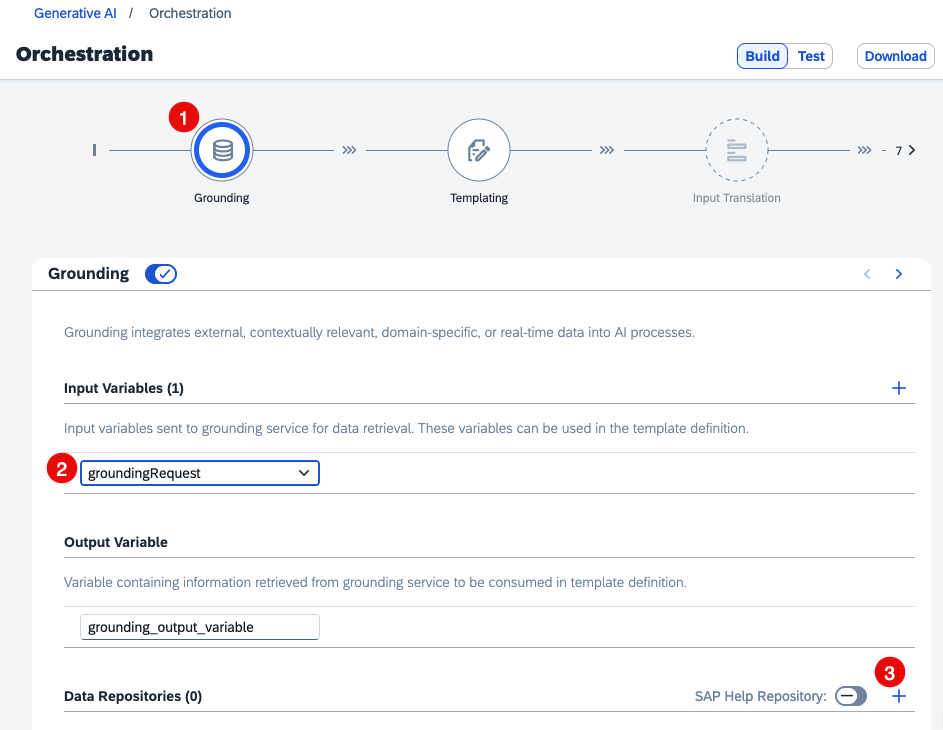 Generative AI / Orchestration
Orchestration
Build Test Download
1
7
Grounding Templating Input Translation
Grounding
Grounding integrates external, contextually relevant, domain-specific, or real-time data into AI processes.
Input Variables (1)
Input variables sent to grounding service for data retrieval. These variables can be used in the template definition.
2 groundingRequest
Output Variable
Variable containing information retrieved from grounding service to be consumed in template definition.
grounding_output_variable
3
Data Repositories (0) SAP Help Repository: